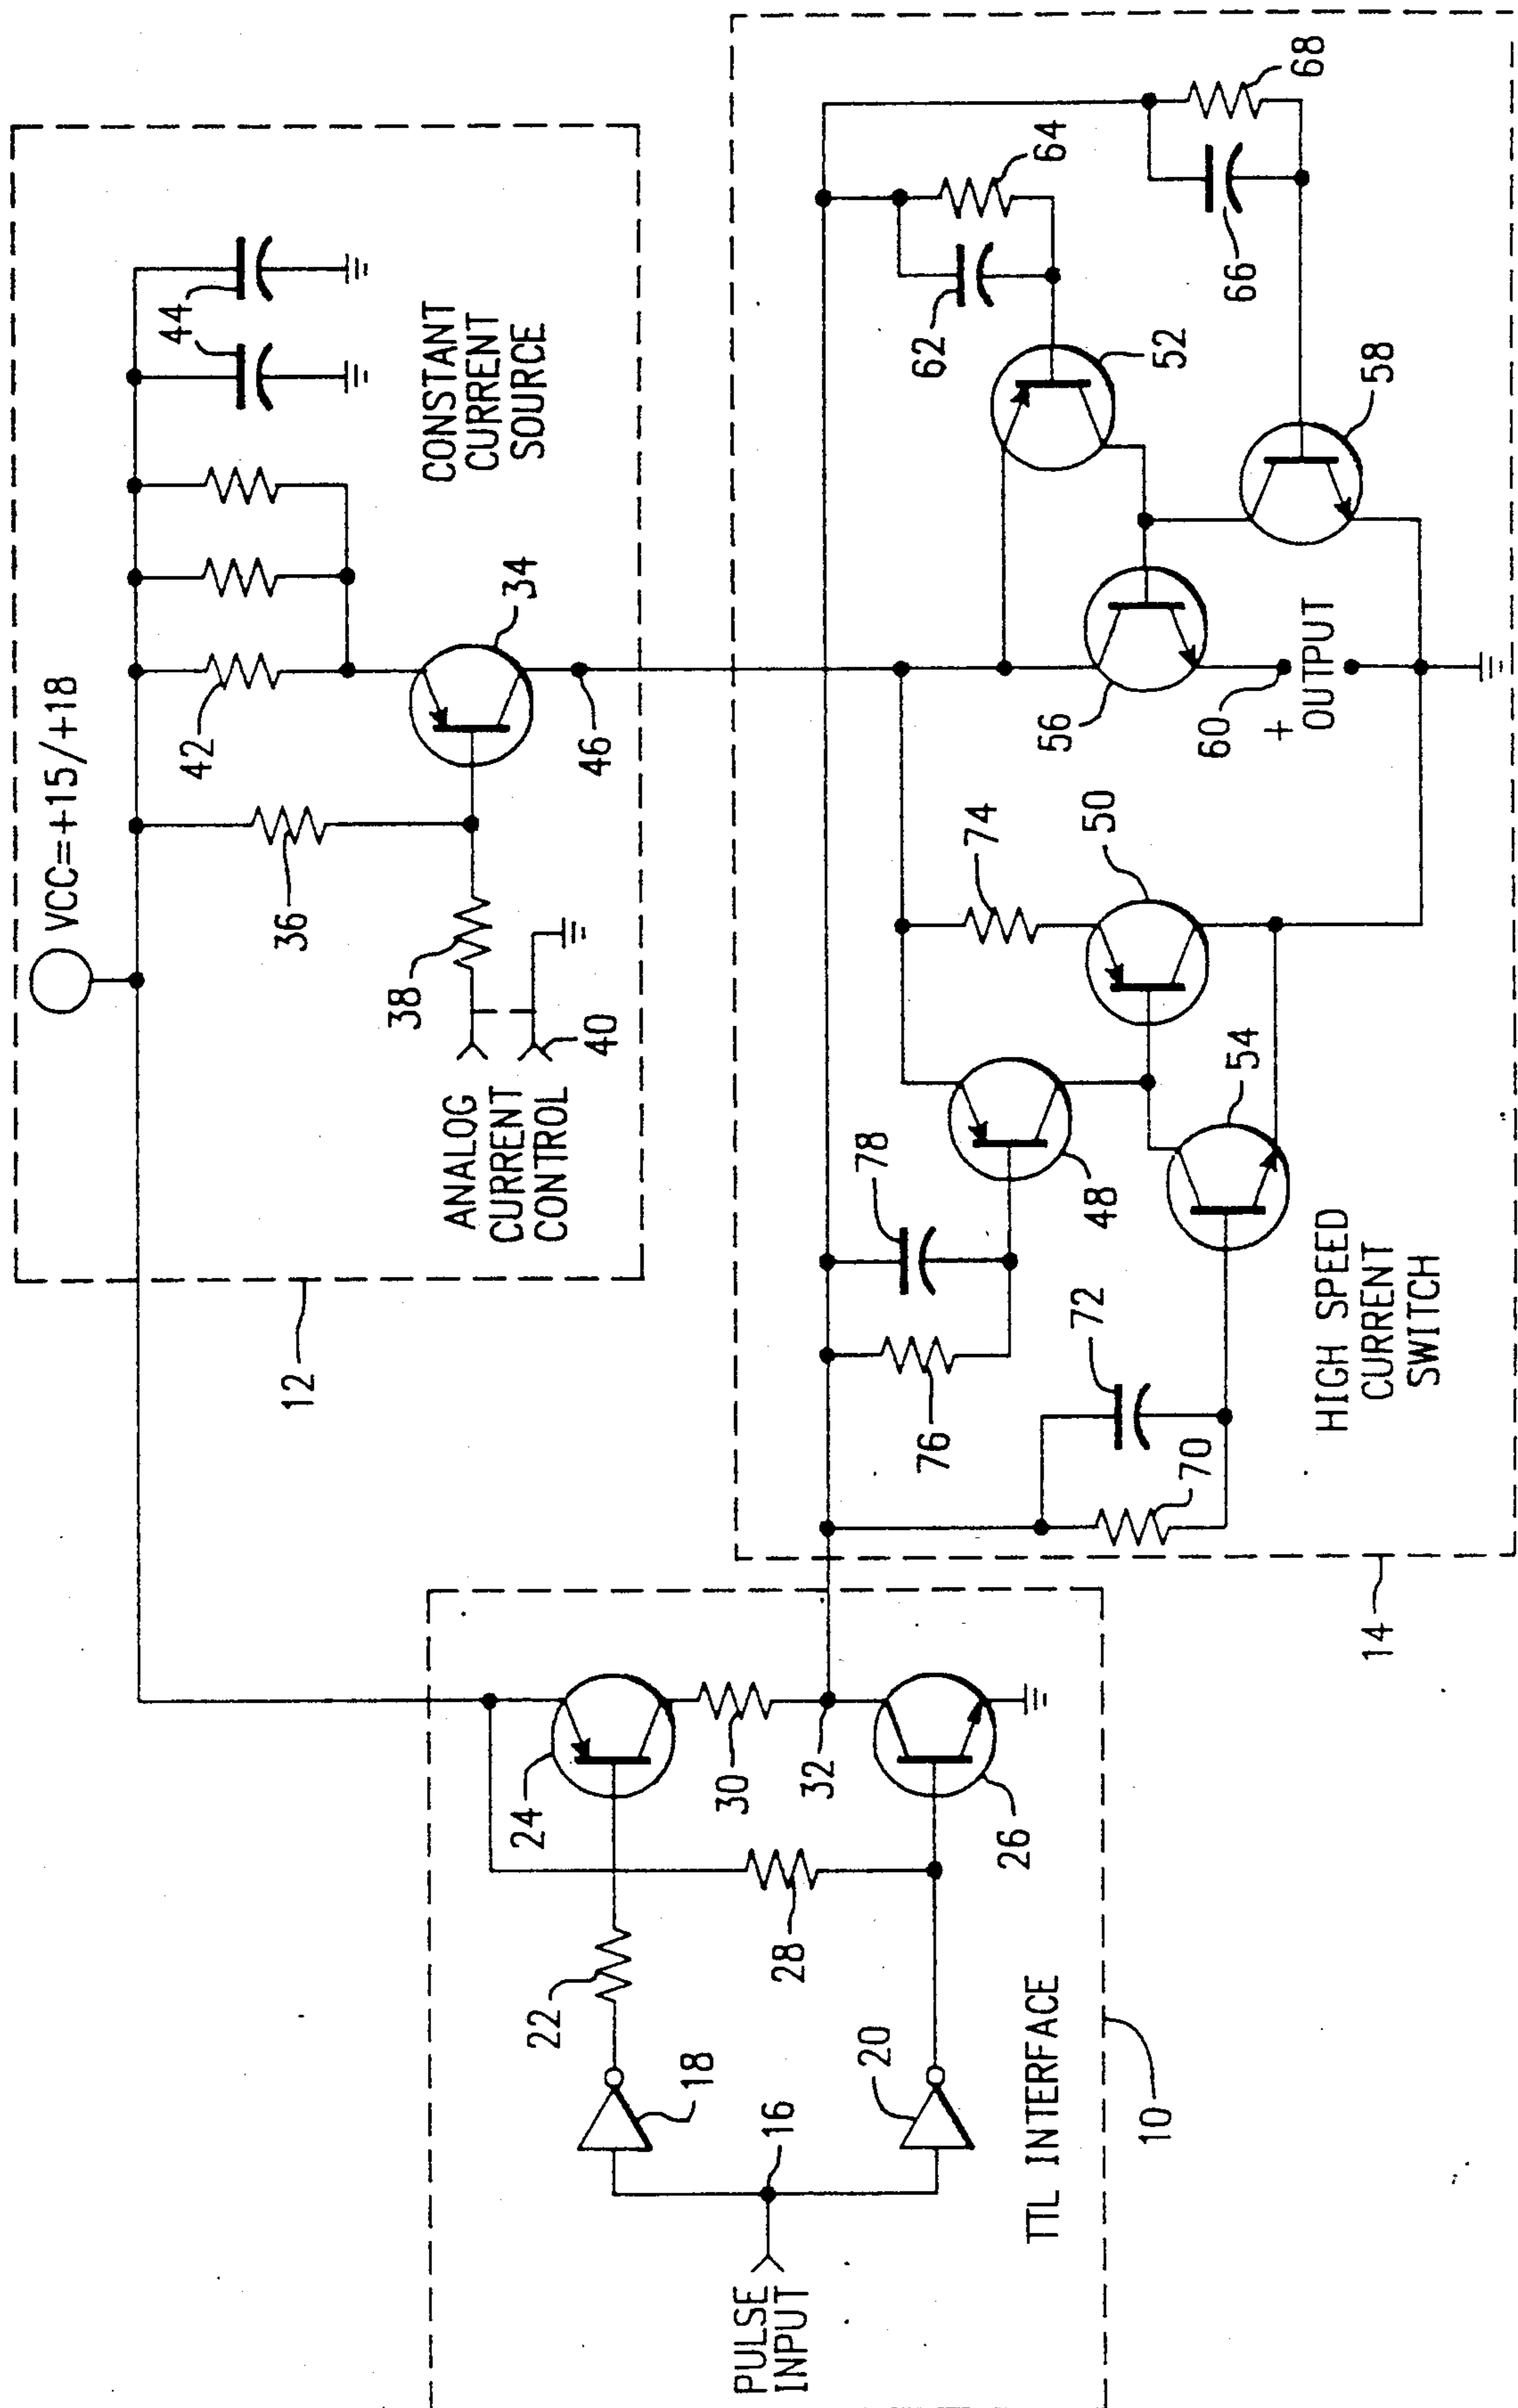 VCC=+15/+18
42
36
38
40
44
34
46
CONSTANT
CURRENT
SOURCE
ANALOG
CURRENT
CONTROL
12
24
22
18
30
28
32
16
20
26
PULSE
INPUT
TTL INTERFACE
10
62
64
68
66
52
58
56
60
+
OUTPUT
74
50
78
48
54
76
72
70
HIGH SPEED
CURRENT
SWITCH
14